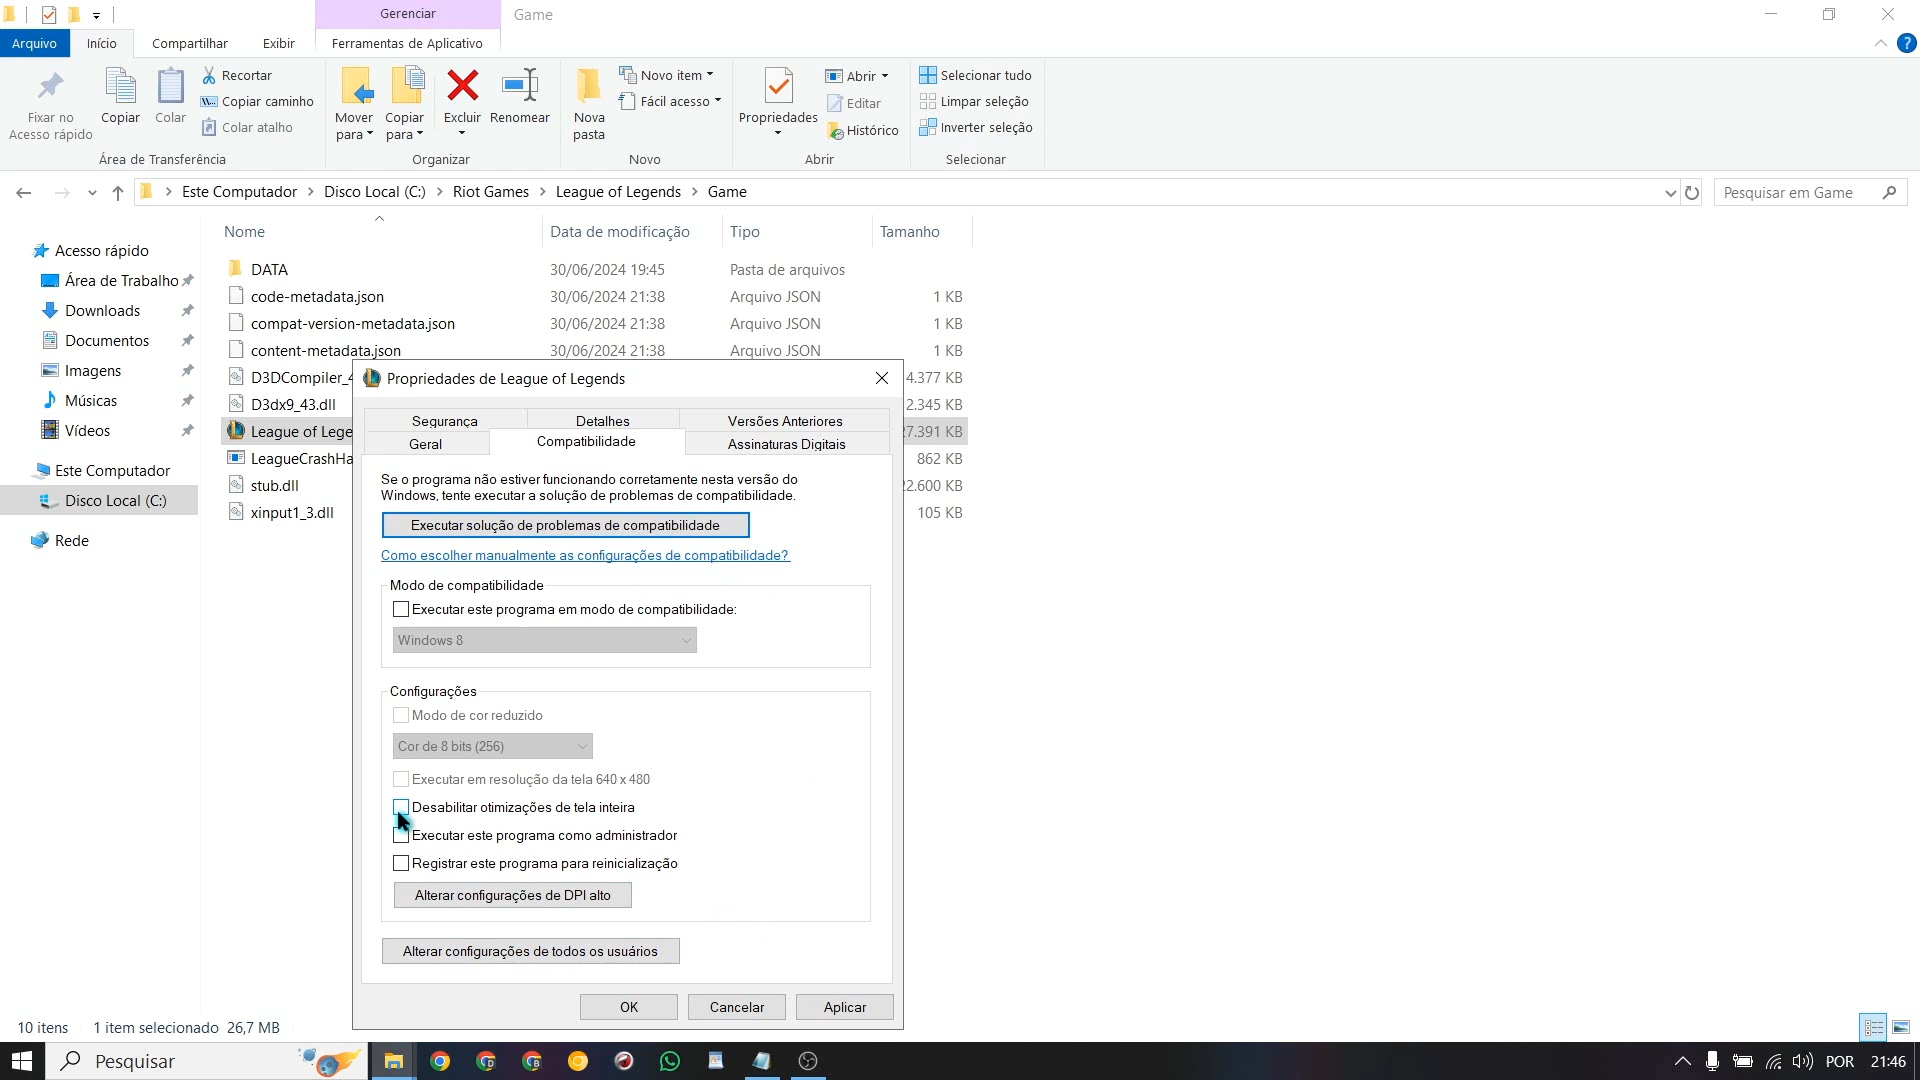 Gerenciar
Game
Arquivo
Início
Compartilhar
Exibir
Ferramentas de Aplicativo
Fixar no
Acesso rápido
Copiar
Colar
Recortar
Copiar caminho
Colar atalho
Área de Transferência
Mover
para
Copiar
para
Excluir
Renomear
Organizar
Nova
pasta
Novo item
Fácil acesso
Novo
Propriedades
Abrir
Editar
Histórico
Abrir
Selecionar tudo
Limpar seleção
Inverter seleção
Selecionar
Este Computador
Disco Local (C:)
Riot Games
League of Legends
Game
Pesquisar em Game
Acesso rápido
Área de Trabalho
Downloads
Documentos
Imagens
Músicas
Vídeos
Este Computador
Disco Local (C:)
Rede
Nome
Data de modificação
Tipo
Tamanho
DATA 30/06/2024 19:45 Pasta de arquivos
code-metadata.json 30/06/2024 21:38 Arquivo JSON 1 KB
compat-version-metadata.json 30/06/2024 21:38 Arquivo JSON 1 KB
content-metadata.json 30/06/2024 21:38 Arquivo JSON 1 KB
D3DCompiler_4 4.377 KB
D3dx9_43.dll 2.345 KB
League of Lege 7.391 KB
LeagueCrashHa 862 KB
stub.dll 2.600 KB
xinput1_3.dll 105 KB
Propriedades de League of Legends
Segurança
Detalhes
Versões Anteriores
Geral
Compatibilidade
Assinaturas Digitais
Se o programa não estiver funcionando corretamente nesta versão do
Windows, tente executar a solução de problemas de compatibilidade.
Executar solução de problemas de compatibilidade
Como escolher manualmente as configurações de compatibilidade?
Modo de compatibilidade
Executar este programa em modo de compatibilidade:
Windows 8
Configurações
Modo de cor reduzido
Cor de 8 bits (256)
Executar em resolução da tela 640 x 480
Desabilitar otimizações de tela inteira
Executar este programa como administrador
Registrar este programa para reinicialização
Alterar configurações de DPI alto
Alterar configurações de todos os usuários
OK
Cancelar
Aplicar
10 itens
1 item selecionado 26,7 MB
Pesquisar
POR
21:46